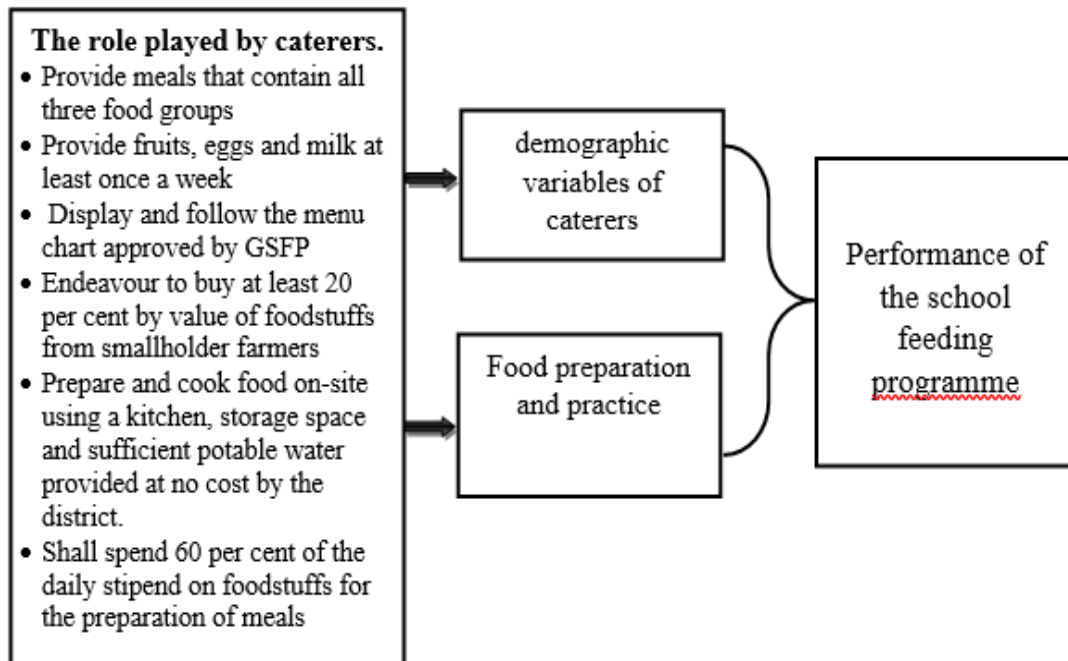 The role played by caterers.
• Provide meals that contain all
three food groups
• Provide fruits, eggs and milk at
least once a week
• Display and follow the menu
chart approved by GSFP
• Endeavour to buy at least 20
per cent by value of foodstuffs
from smallholder farmers
• Prepare and cook food on-site
using a kitchen, storage space
and sufficient potable water
provided at no cost by the
district.
• Shall spend 60 per cent of the
daily stipend on foodstuffs for
the preparation of meals
demographic
variables of
caterers
Food preparation
and practice
Performance of
the school
feeding
programme